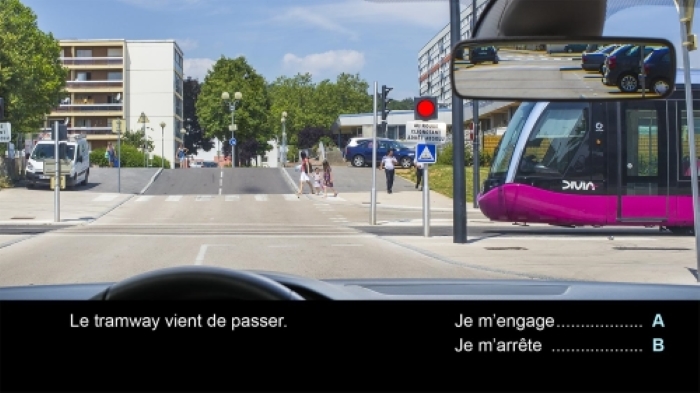 DIVIA
Le tramway vient de passer.
Je m'engage.................. A
Je m'arrête ................... B